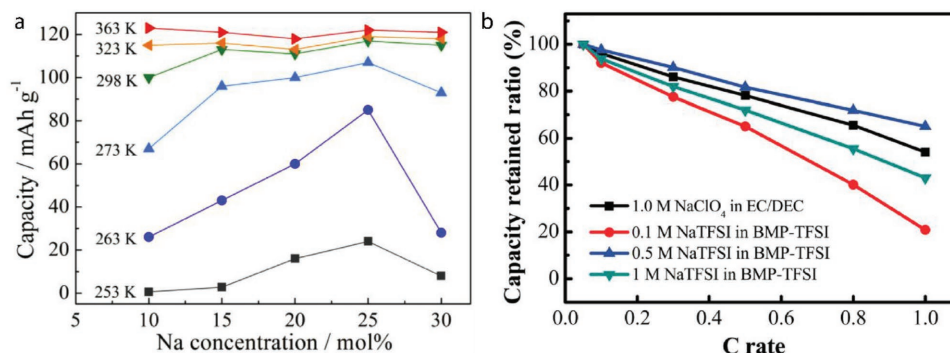 a
Capacity / mAh g⁻¹
120
100
80
60
40
20
0
363 K
323 K
298 K
273 K
263 K
253 K
5 10 15 20 25 30
Na concentration / mol%
b
Capacity retained ratio (%)
100
80
60
40
20
0
1.0 M NaClO₄ in EC/DEC
0.1 M NaTFSI in BMP-TFSI
0.5 M NaTFSI in BMP-TFSI
1 M NaTFSI in BMP-TFSI
0.0 0.2 0.4 0.6 0.8 1.0
C rate